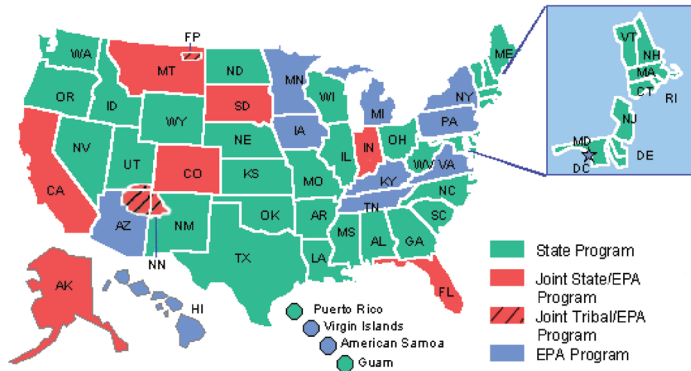 FP
WA
MT
ND
MN
ME
VT
NH
MA
CT
RI
OR
ID
SD
WI
MI
NY
NJ
WY
IA
PA
MD
DC
DE
NV
NE
IL
IN
OH
UT
CO
KS
MO
KY
WV
VA
CA
AZ
NM
OK
AR
TN
NC
SC
NN
TX
LA
MS
AL
GA
FL
AK
HI
Puerto Rico
Virgin Islands
American Samoa
Guam
State Program
Joint State/EPA
Program
Joint Tribal/EPA
Program
EPA Program